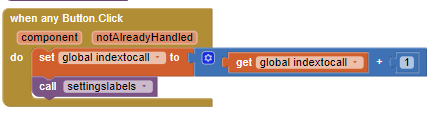 when any Button.Click
component notAlreadyHandled
do set global indextocall to get global indextocall + 1
call settingslabels